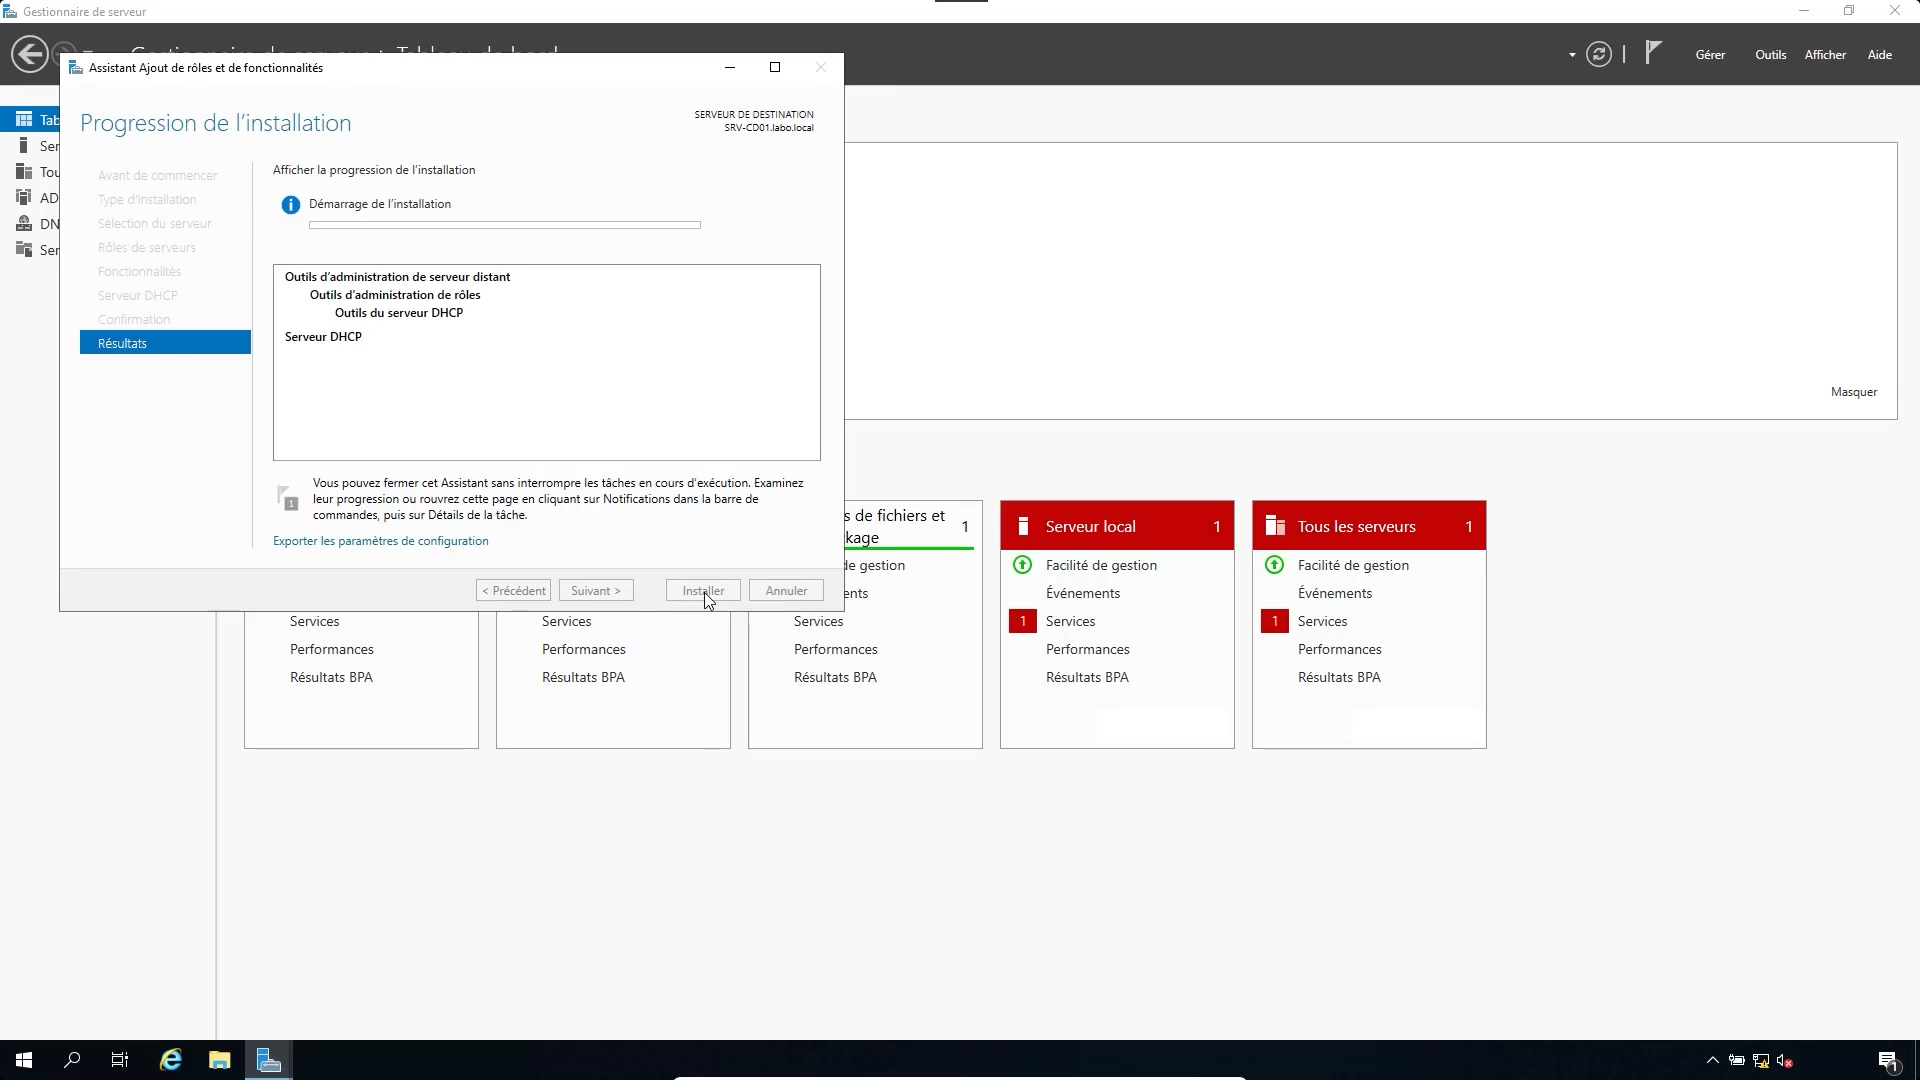 Gestionnaire de serveur
Gérer
Outils
Afficher
Aide
Assistant Ajout de rôles et de fonctionnalités
Progression de l’installation
SERVEUR DE DESTINATION
SRV-CD01.labo.local
Tab
Ser
Tou
AD
DN
Ser
Avant de commencer
Type d'installation
Sélection du serveur
Rôles de serveurs
Fonctionnalités
Serveur DHCP
Confirmation
Résultats
Afficher la progression de l’installation
Démarrage de l’installation
Outils d’administration de serveur distant
Outils d’administration de rôles
Outils du serveur DHCP
Serveur DHCP
1
Vous pouvez fermer cet Assistant sans interrompre les tâches en cours d’exécution. Examinez
leur progression ou rouvrez cette page en cliquant sur Notifications dans la barre de
commandes, puis sur Détails de la tâche.
Exporter les paramètres de configuration
< Précédent
Suivant >
Installer
Annuler
Masquer
s de fichiers et
ckage
1
de gestion
ents
Services
Performances
Résultats BPA
Services
Performances
Résultats BPA
Services
Performances
Résultats BPA
Serveur local 1
Facilité de gestion
Événements
1 Services
Performances
Résultats BPA
Tous les serveurs 1
Facilité de gestion
Événements
1 Services
Performances
Résultats BPA
1